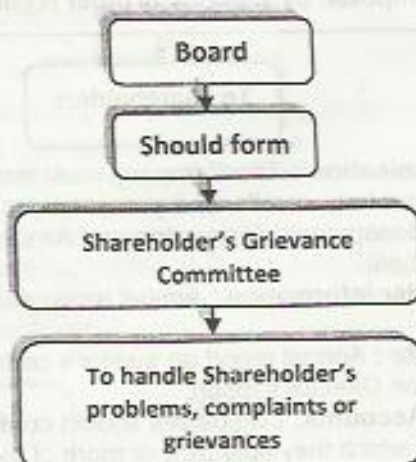 Board
Should form
Shareholder's Grievance
Committee
To handle Shareholder's
problems, complaints or
grievances